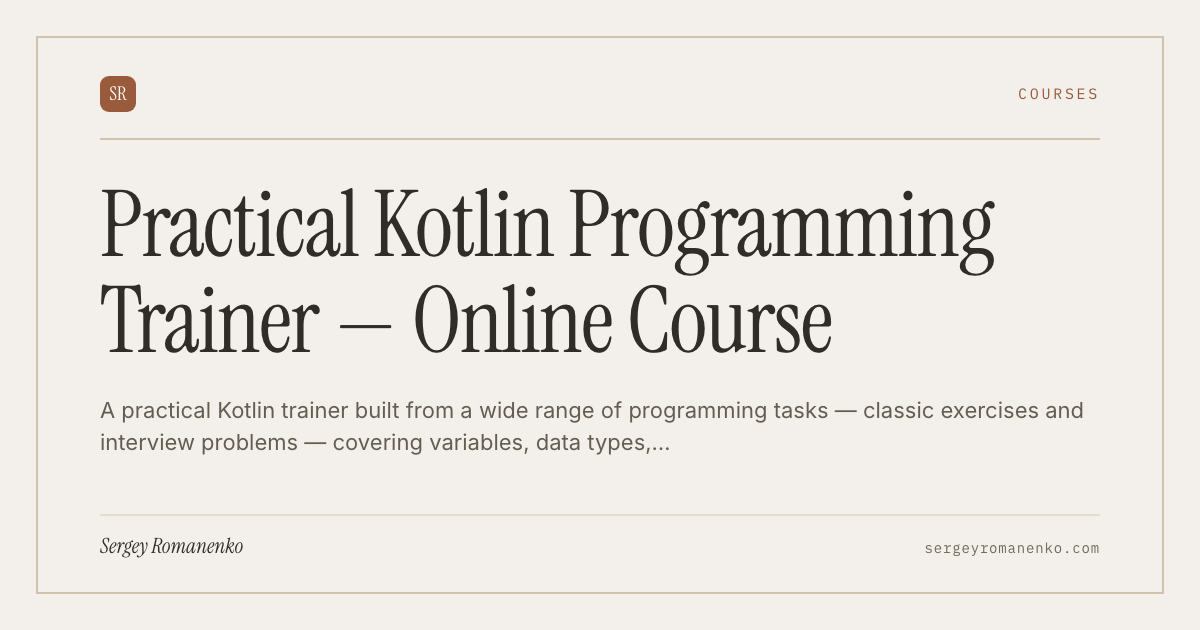 SR
COURSES
Practical Kotlin Programming
Trainer — Online Course
A practical Kotlin trainer built from a wide range of programming tasks — classic exercises and
interview problems — covering variables, data types,...
Sergey Romanenko
sergeyromanenko.com